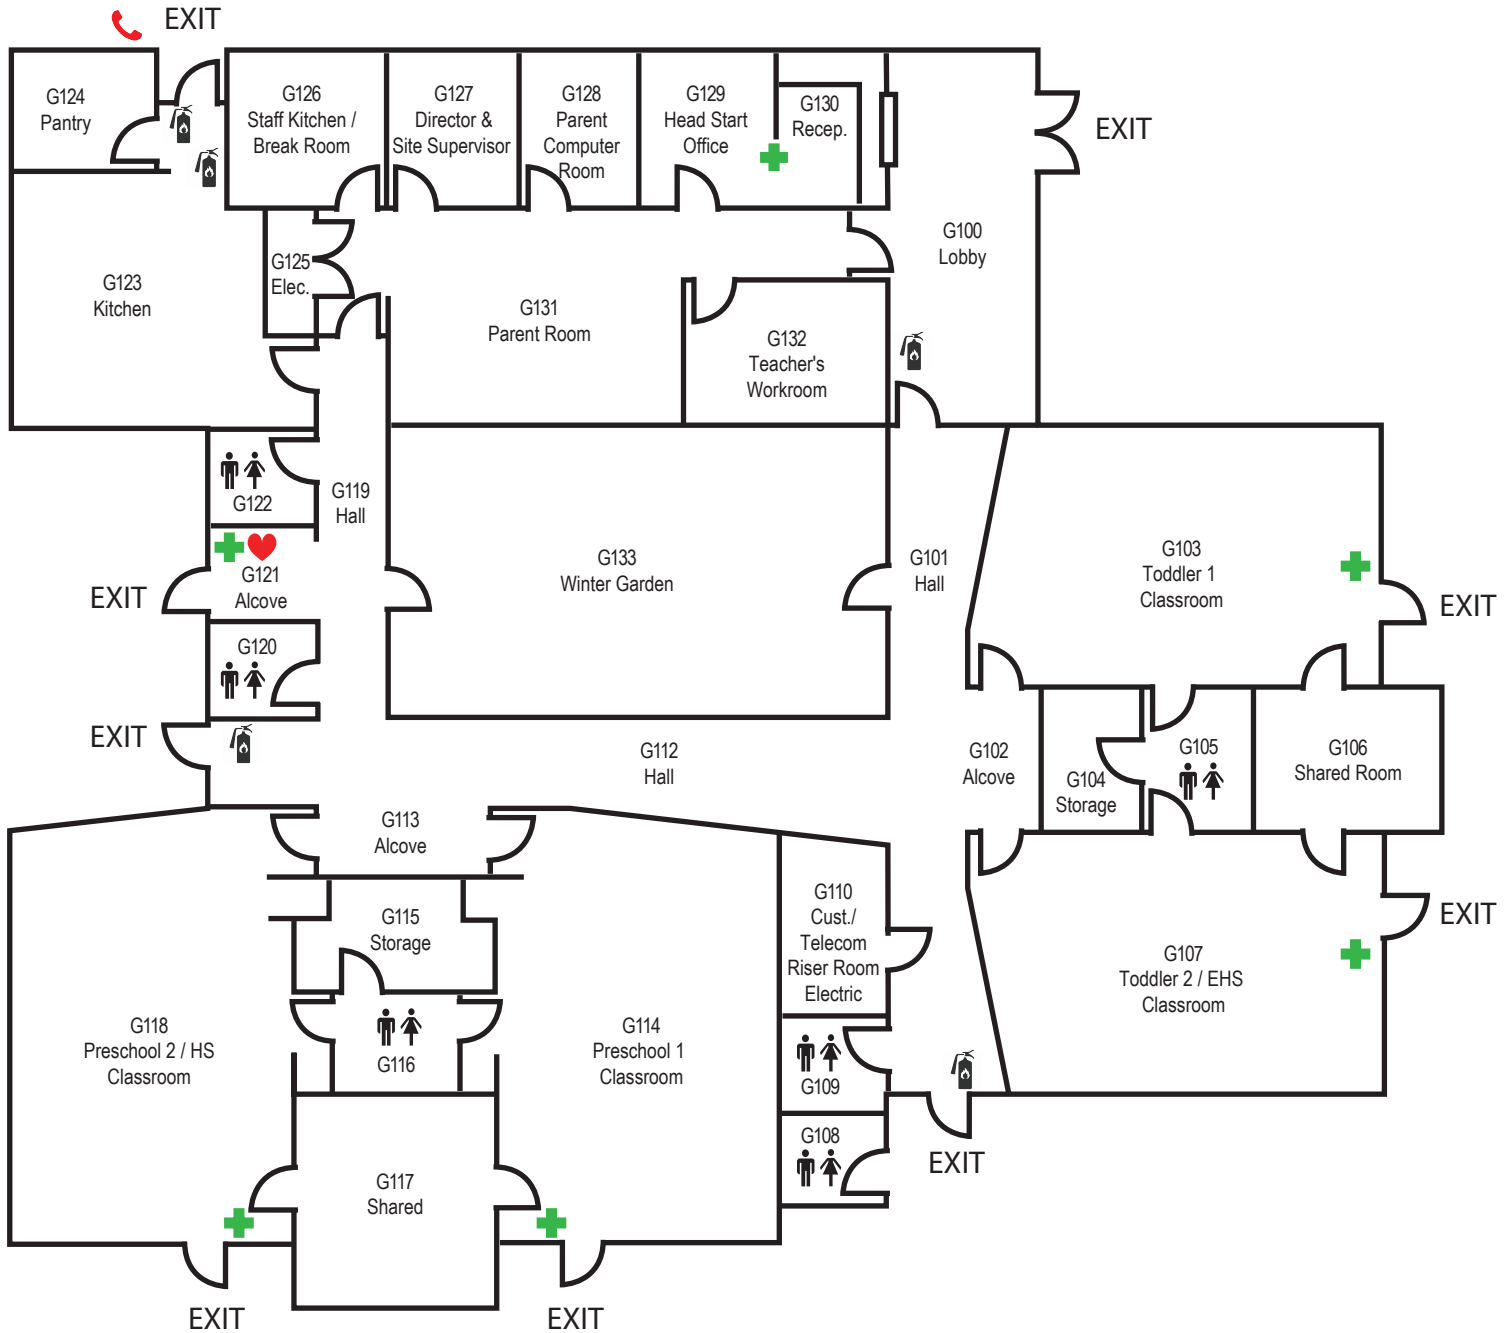 EXIT
G124
Pantry
G126
Staff Kitchen /
Break Room
G127
Director &
Site Supervisor
G128
Parent
Computer
Room
G129
Head Start
Office
G130
Recep.
EXIT
G100
Lobby
G123
Kitchen
G125
Elec.
G131
Parent Room
G132
Teacher's
Workroom
G122
G119
Hall
G121
Alcove
EXIT
G133
Winter Garden
G101
Hall
G103
Toddler 1
Classroom
EXIT
G120
EXIT
G112
Hall
G102
Alcove
G104
Storage
G105
G106
Shared Room
G113
Alcove
G115
Storage
G110
Cust./
Telecom
Riser Room
Electric
EXIT
G107
Toddler 2 / EHS
Classroom
G118
Preschool 2 / HS
Classroom
G116
G114
Preschool 1
Classroom
G109
G108
EXIT
G117
Shared
EXIT
EXIT